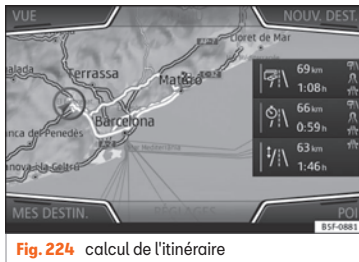 VUE
NOUV. DEST.
Lloret de Mar
Terrassa
Mataró
Barcelona
69 km
1:08 h
66 km
0:59 h
63 km
1:46 h
MES DESTIN.
RÉGLAGES
POI
B5F-0881
Fig. 224 calcul de l'itinéraire